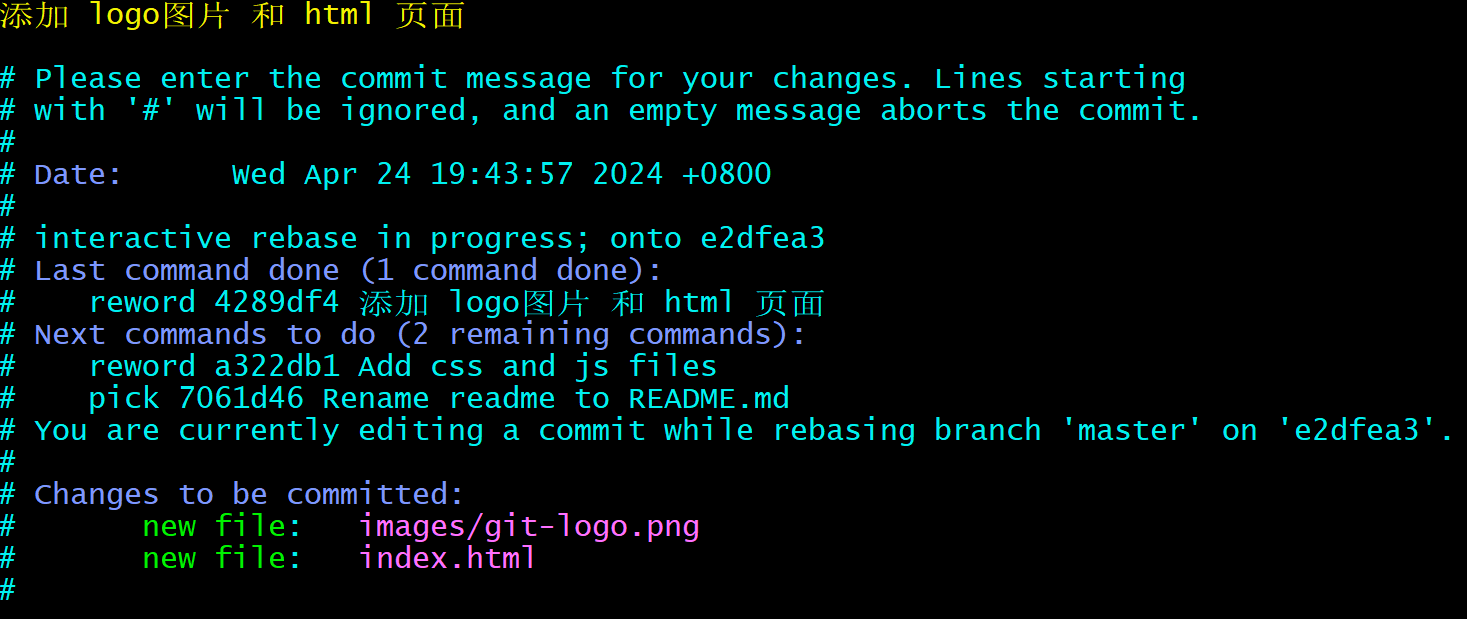 添加 logo图片 和 html 页面
# Please enter the commit message for your changes. Lines starting
# with '#' will be ignored, and an empty message aborts the commit.
#
# Date:      Wed Apr 24 19:43:57 2024 +0800
#
# interactive rebase in progress; onto e2dfea3
# Last command done (1 command done):
#    reword 4289df4 添加 logo图片 和 html 页面
# Next commands to do (2 remaining commands):
#    reword a322db1 Add css and js files
#    pick 7061d46 Rename readme to README.md
# You are currently editing a commit while rebasing branch 'master' on 'e2dfea3'.
#
# Changes to be committed:
#       new file:   images/git-logo.png
#       new file:   index.html
#